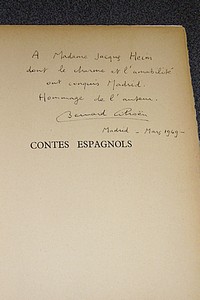 A Madame Jacques Heim
dont le charme et l'amabilité
ont conquis Madrid.
Hommage de l'auteur.
Bernard
Madrid - Mars 1949 -
CONTES ESPAGNOLS